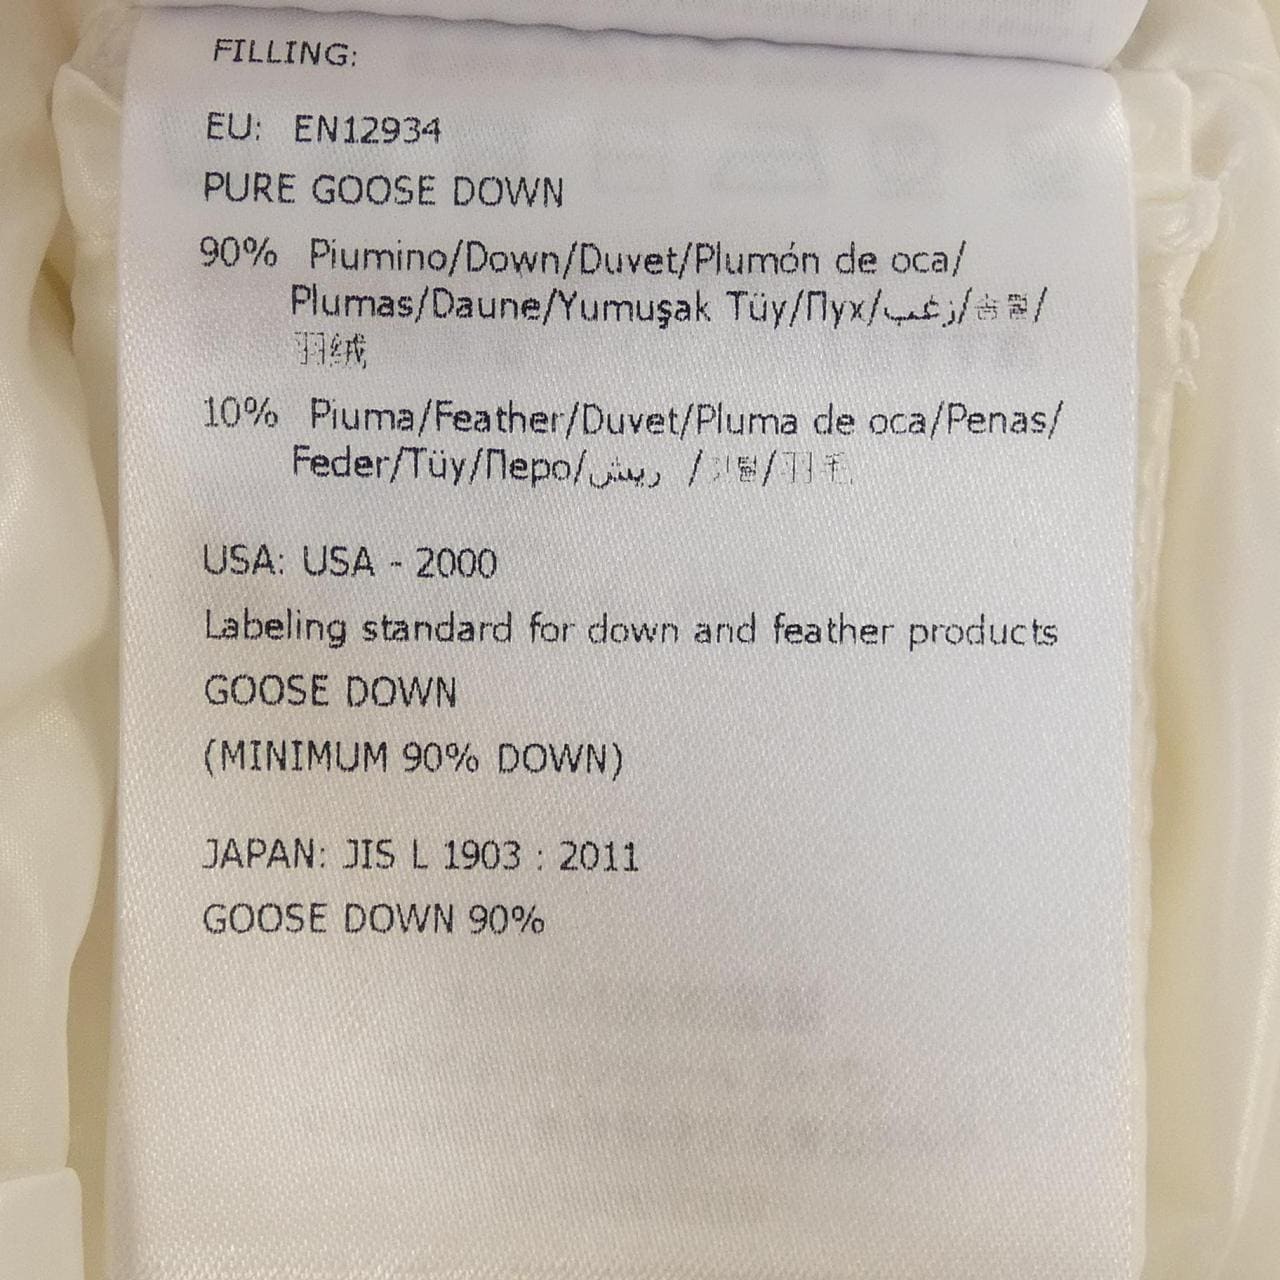 FILLING:
EU: EN12934
PURE GOOSE DOWN
90% Piumino/Down/Duvet/Plumón de oca/
Plumas/Daune/Yumuşak Tüy/Пух/زغب/솜털/
羽绒
10% Piuma/Feather/Duvet/Pluma de oca/Penas/
Feder/Tüy/Перо/ريش /깃털/羽毛
USA: USA - 2000
Labeling standard for down and feather products
GOOSE DOWN
(MINIMUM 90% DOWN)
JAPAN: JIS L 1903 : 2011
GOOSE DOWN 90%